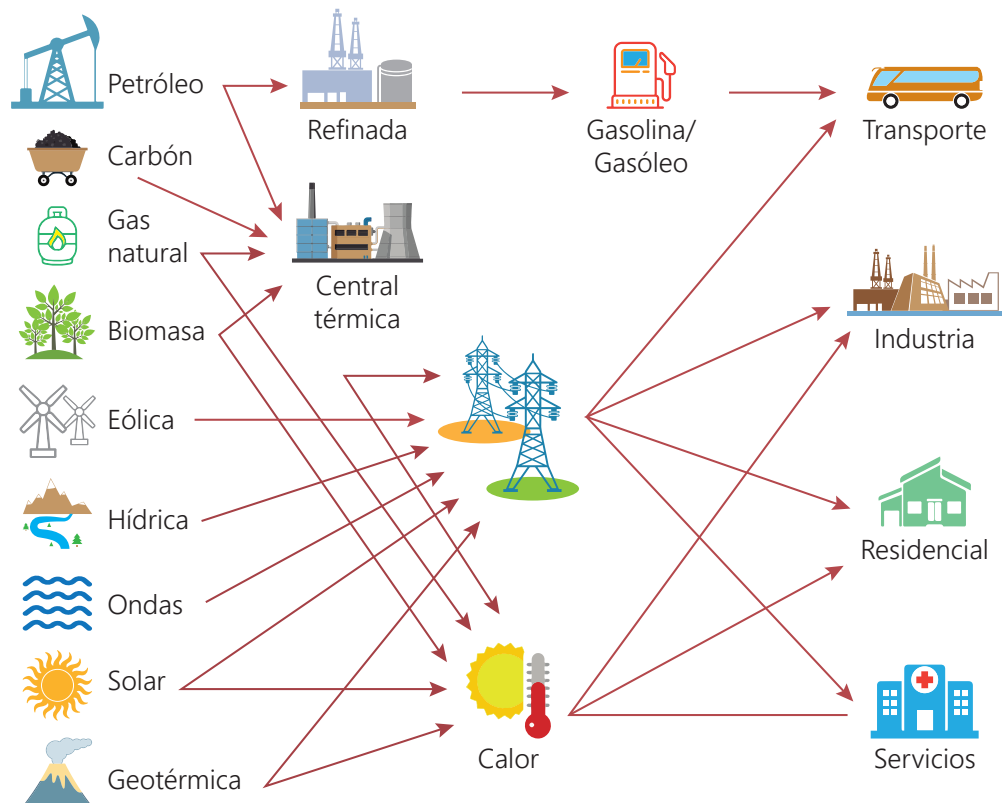 Petróleo
Refinada
Gasolina/
Gasóleo
Transporte
Carbón
Gas
natural
Central
térmica
Biomasa
Industria
Eólica
Hídrica
Residencial
Ondas
Solar
Calor
Servicios
Geotérmica